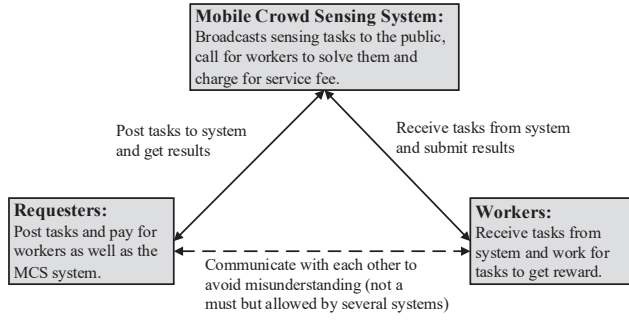 Mobile Crowd Sensing System:
Broadcasts sensing tasks to the public,
call for workers to solve them and
charge for service fee.
Post tasks to system
and get results
Receive tasks from system
and submit results
Requesters:
Post tasks and pay for
workers as well as the
MCS system.
Workers:
Receive tasks from
system and work for
tasks to get reward.
Communicate with each other to
avoid misunderstanding (not a
must but allowed by several systems)